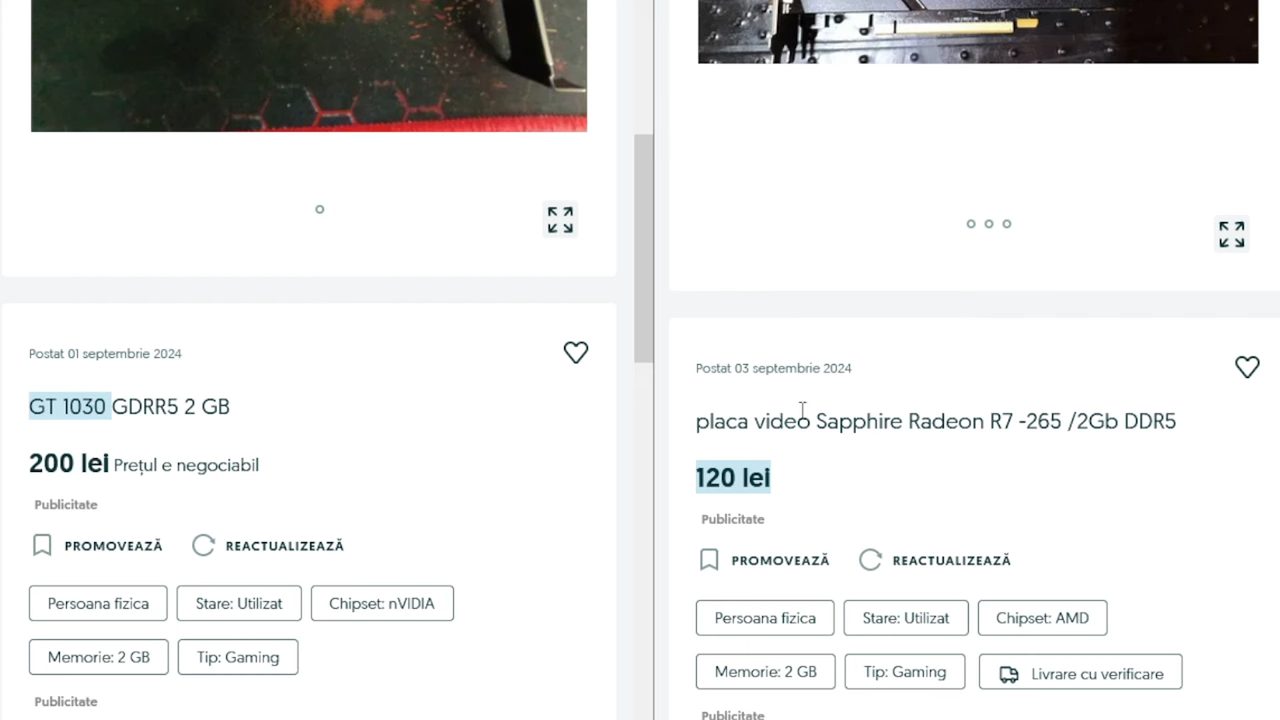 Postat 01 septembrie 2024
GT 1030 GDRR5 2 GB
200 lei Prețul e negociabil
Publicitate
PROMOVEAZĂ
REACTUALIZEAZĂ
Persoana fizica
Stare: Utilizat
Chipset: nVIDIA
Memorie: 2 GB
Tip: Gaming
Publicitate
Postat 03 septembrie 2024
placa video Sapphire Radeon R7 -265 /2Gb DDR5
120 lei
Publicitate
PROMOVEAZĂ
REACTUALIZEAZĂ
Persoana fizica
Stare: Utilizat
Chipset: AMD
Memorie: 2 GB
Tip: Gaming
Livrare cu verificare
Publicitate